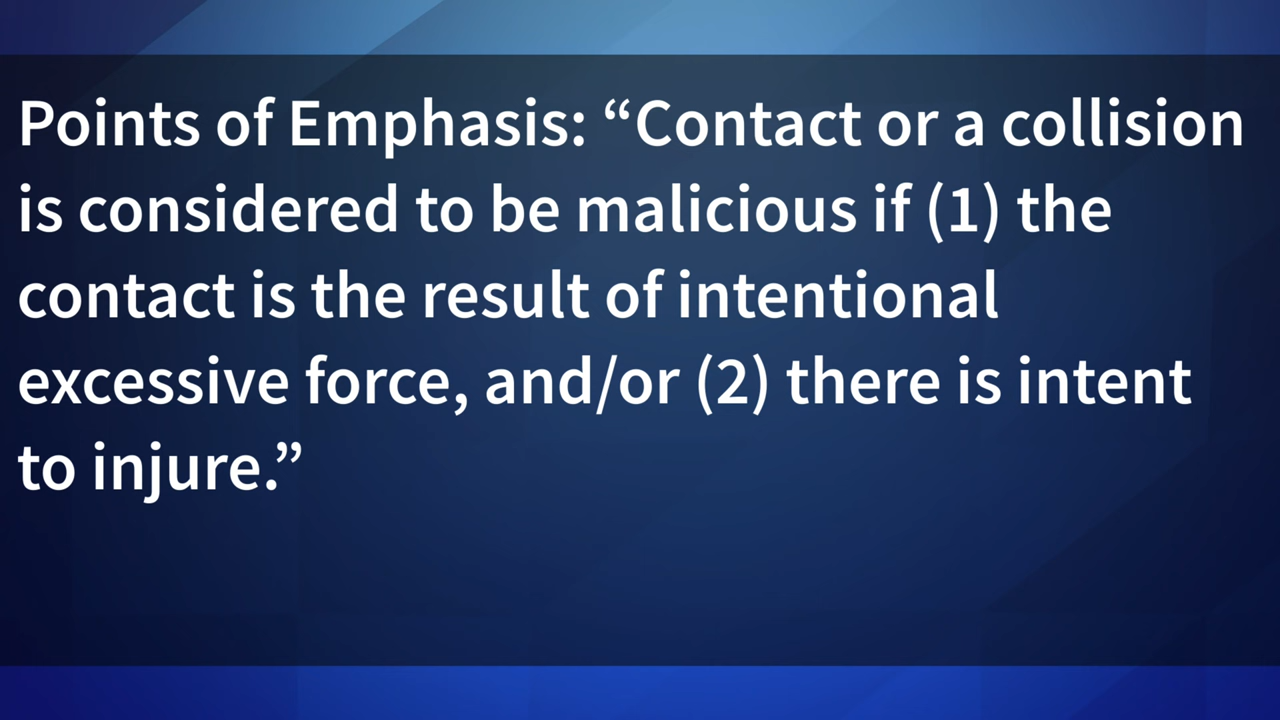 Points of Emphasis: “Contact or a collision
is considered to be malicious if (1) the
contact is the result of intentional
excessive force, and/or (2) there is intent
to injure.”